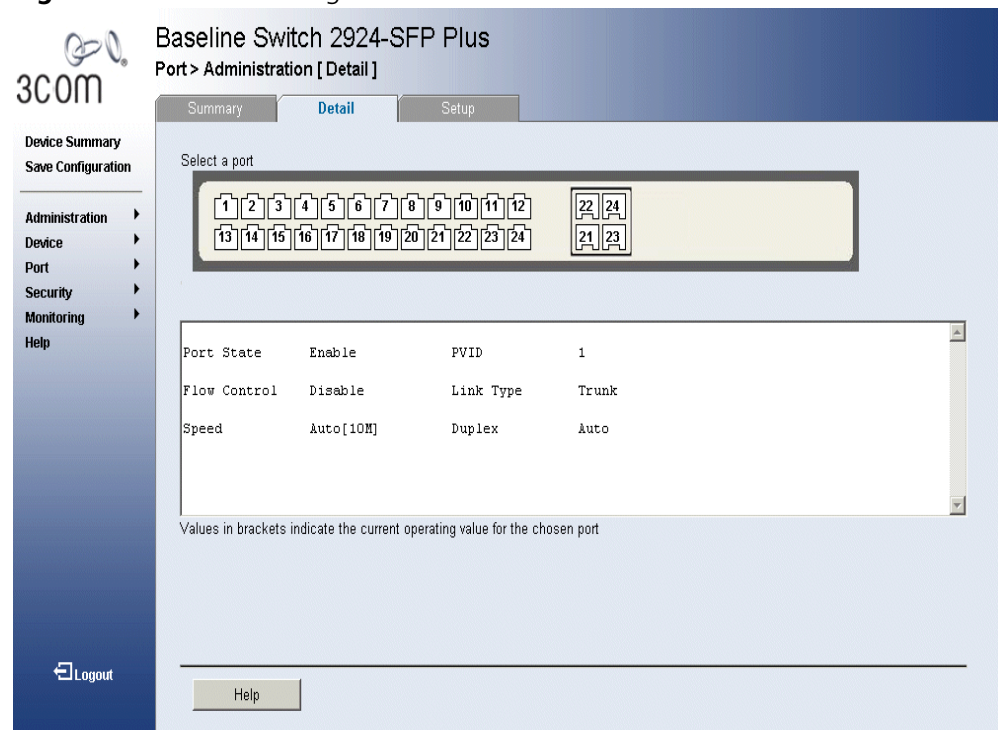 Baseline Switch 2924-SFP Plus
Port > Administration [ Detail ]
3com
Summary Detail Setup
Device Summary
Save Configuration
Administration
Device
Port
Security
Monitoring
Help
Logout
Select a port
1 2 3 4 5 6 7 8 9 10 11 12 22 24
13 14 15 16 17 18 19 20 21 22 23 24 21 23
Port State Enable PVID 1
Flow Control Disable Link Type Trunk
Speed Auto[10M] Duplex Auto
Values in brackets indicate the current operating value for the chosen port
Help